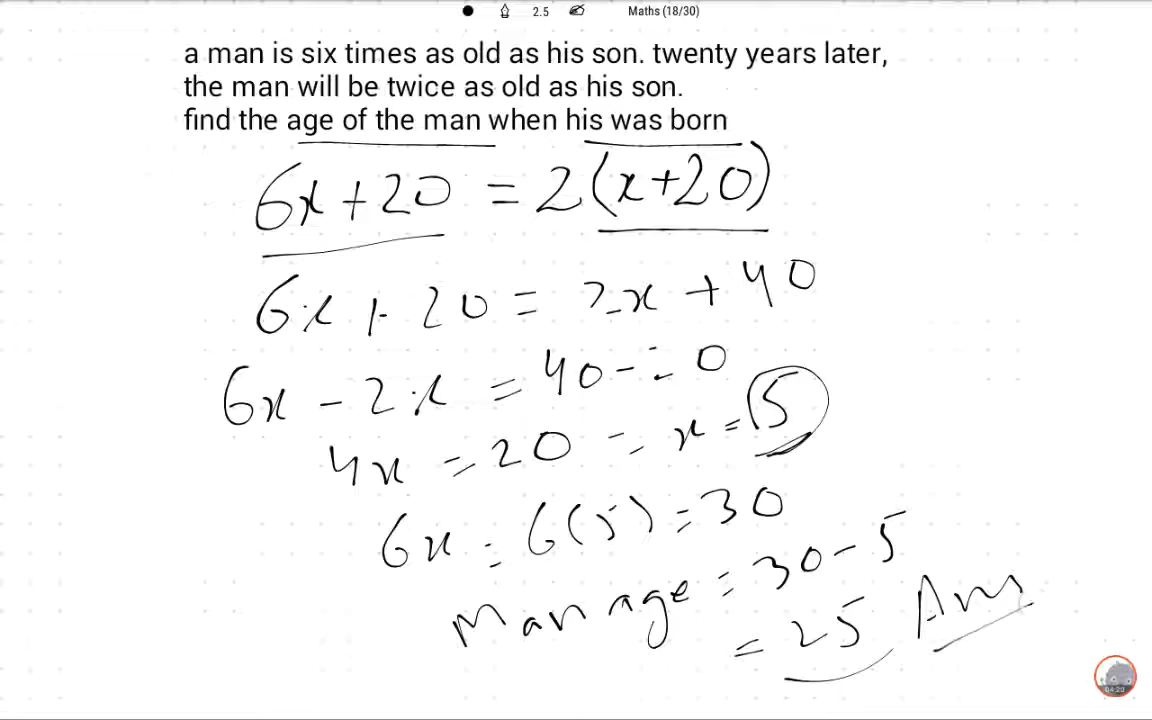 2.5 Maths (18/30)
a man is six times as old as his son. twenty years later,
the man will be twice as old as his son.
find the age of the man when his was born
6x+20 = 2(x+20)
6x + 20 = 2x + 40
6x - 2x = 40 - 20
4x = 20 = x = 5
6x = 6(5) = 30
Man age = 30-5
= 25 Ans
04:20